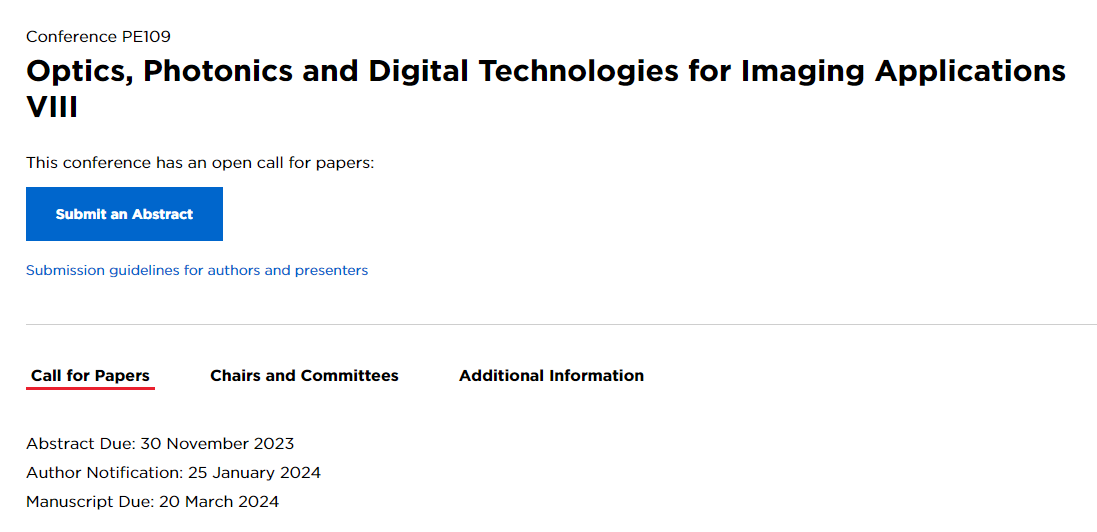 Conference PE109
Optics, Photonics and Digital Technologies for Imaging Applications
VIII
This conference has an open call for papers:
Submit an Abstract
Submission guidelines for authors and presenters
Call for Papers
Chairs and Committees
Additional Information
Abstract Due: 30 November 2023
Author Notification: 25 January 2024
Manuscript Due: 20 March 2024